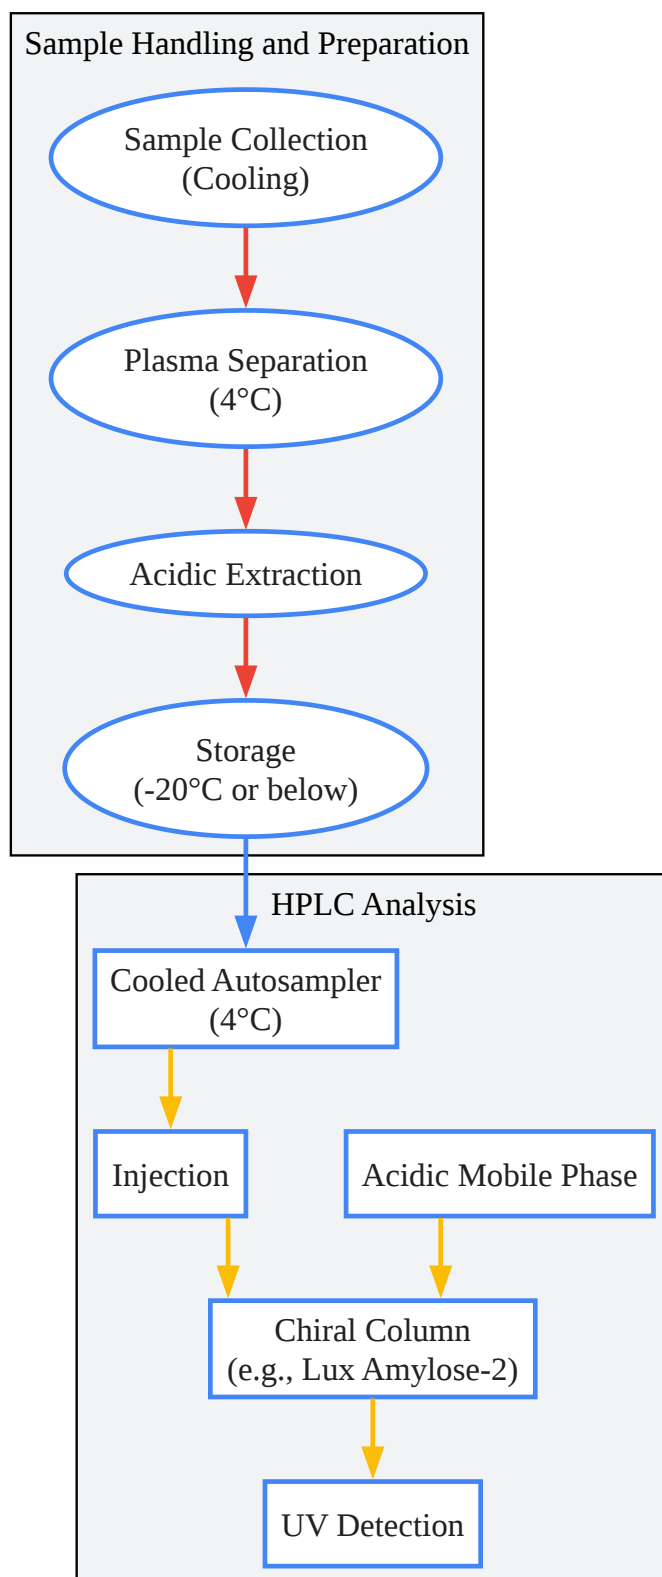 Sample Handling and Preparation
Sample Collection
(Cooling)
Plasma Separation
(4°C)
Acidic Extraction
Storage
(-20°C or below)
HPLC Analysis
Cooled Autosampler
(4°C)
Injection
Acidic Mobile Phase
Chiral Column
(e.g., Lux Amylose-2)
UV Detection